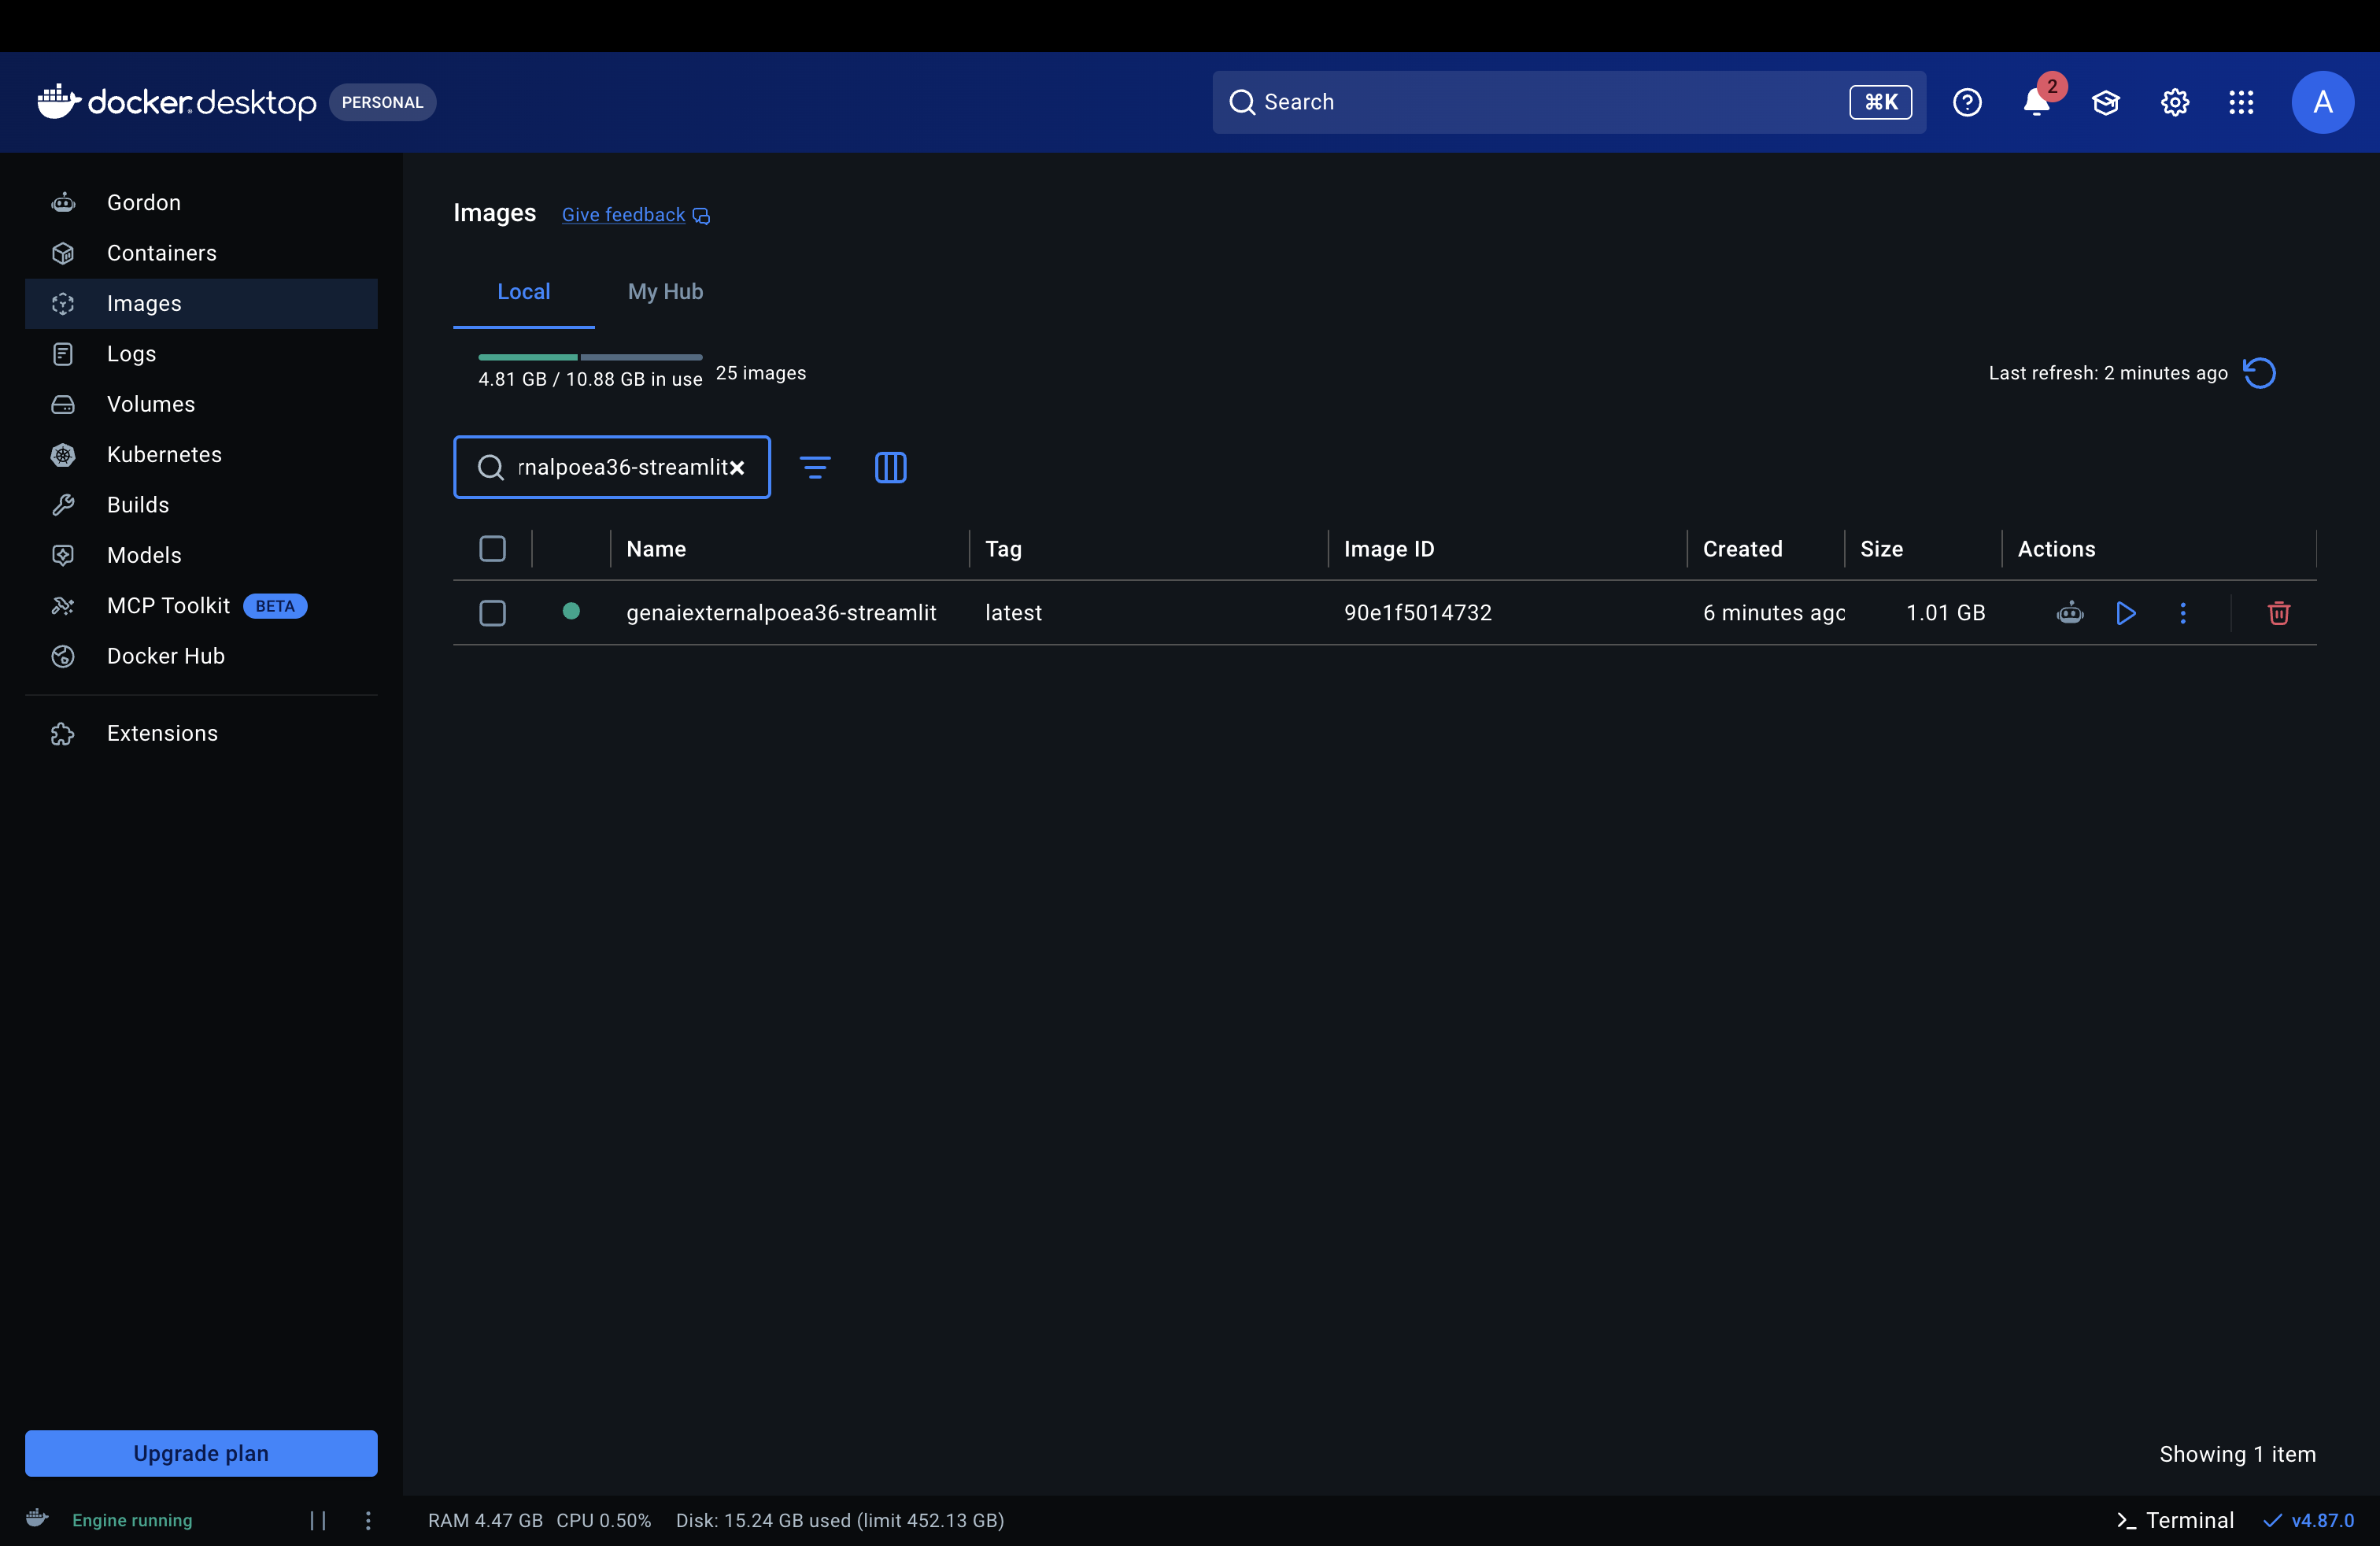 docker.desktop PERSONAL
Search ⌘K
2
A
Gordon
Containers
Images
Logs
Volumes
Kubernetes
Builds
Models
MCP Toolkit BETA
Docker Hub
Extensions
Upgrade plan
Images Give feedback
Local My Hub
4.81 GB / 10.88 GB in use 25 images
Last refresh: 2 minutes ago
rnalpoea36-streamlit
Name Tag Image ID Created Size Actions
genaiexternalpoea36-streamlit latest 90e1f5014732 6 minutes ago 1.01 GB
Showing 1 item
Engine running RAM 4.47 GB CPU 0.50% Disk: 15.24 GB used (limit 452.13 GB) Terminal v4.87.0